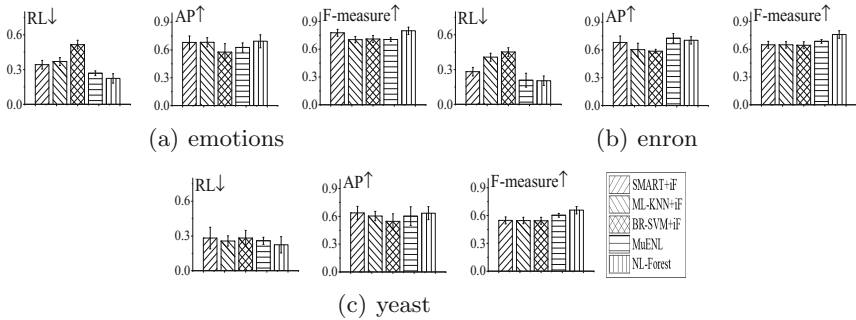 RL↓
0.6
0.3
0.0
AP↑
0.9
0.6
0.3
0.0
F-measure↑
0.9
0.6
0.3
0.0
(a) emotions
RL↓
0.6
0.3
0.0
AP↑
0.9
0.6
0.3
0.0
F-measure↑
0.9
0.6
0.3
0.0
(b) enron
RL↓
0.6
0.3
0.0
AP↑
0.9
0.6
0.3
0.0
F-measure↑
0.9
0.6
0.3
0.0
SMART+iF
ML-KNN+iF
BR-SVM+iF
MuENL
NL-Forest
(c) yeast